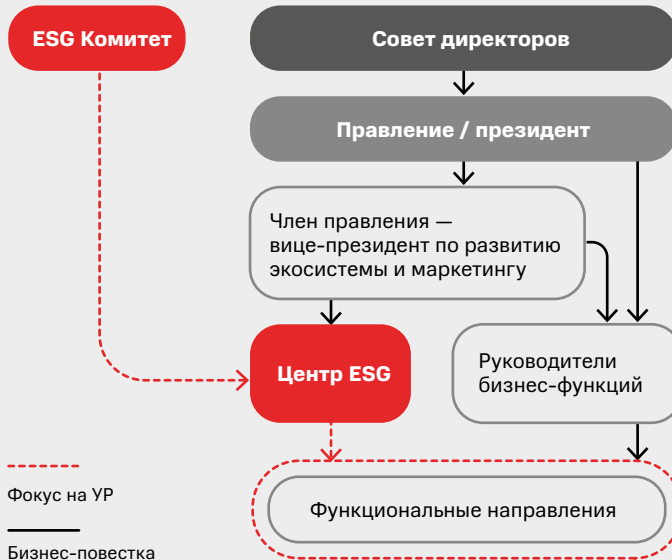 ESG Комитет
Совет директоров
Правление / президент
Член правления —
вице-президент по развитию
экосистемы и маркетингу
Центр ESG
Руководители
бизнес-функций
Функциональные направления
Фокус на УР
Бизнес-повестка